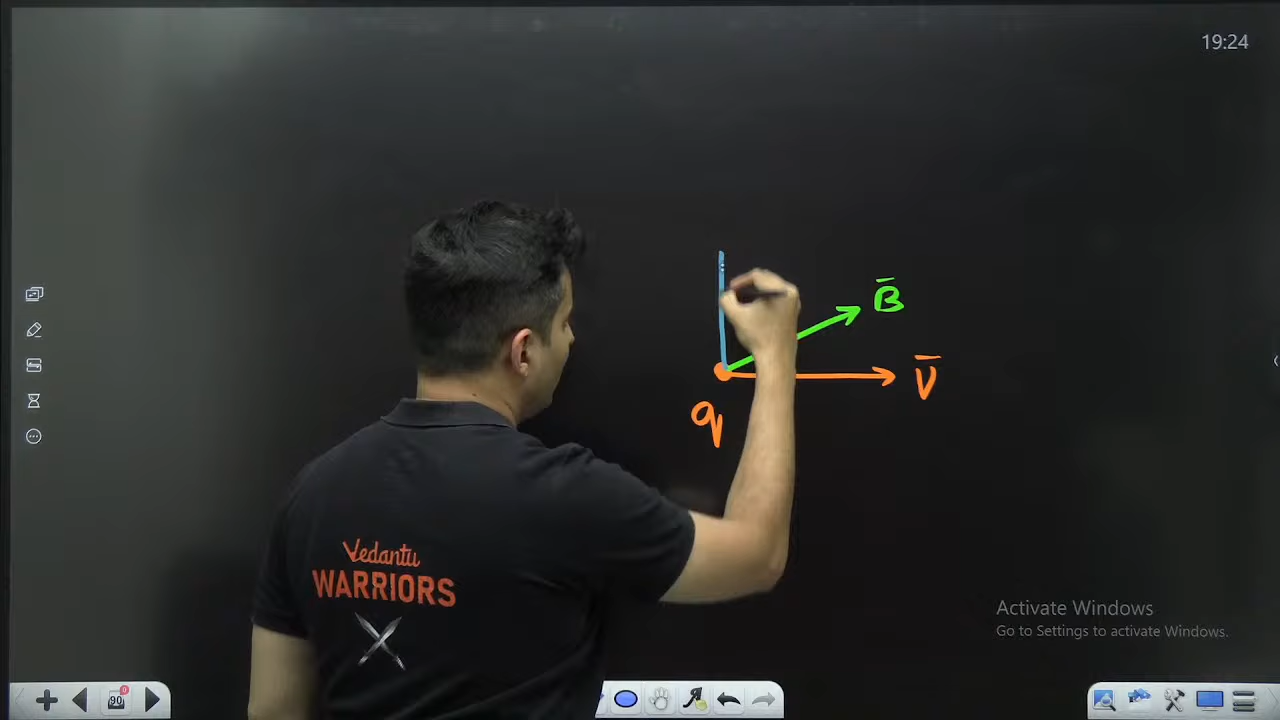 19:24
B̄
V̄
q
Vedantu
WARRIORS
Activate Windows
Go to Settings to activate Windows.
90